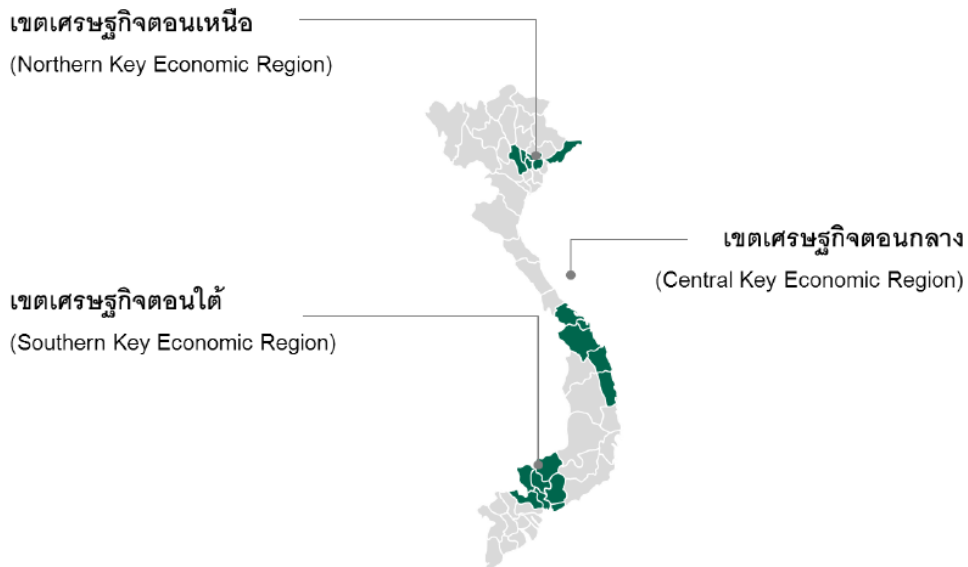 เขตเศรษฐกิจตอนเหนือ
(Northern Key Economic Region)
เขตเศรษฐกิจตอนกลาง
(Central Key Economic Region)
เขตเศรษฐกิจตอนใต้
(Southern Key Economic Region)